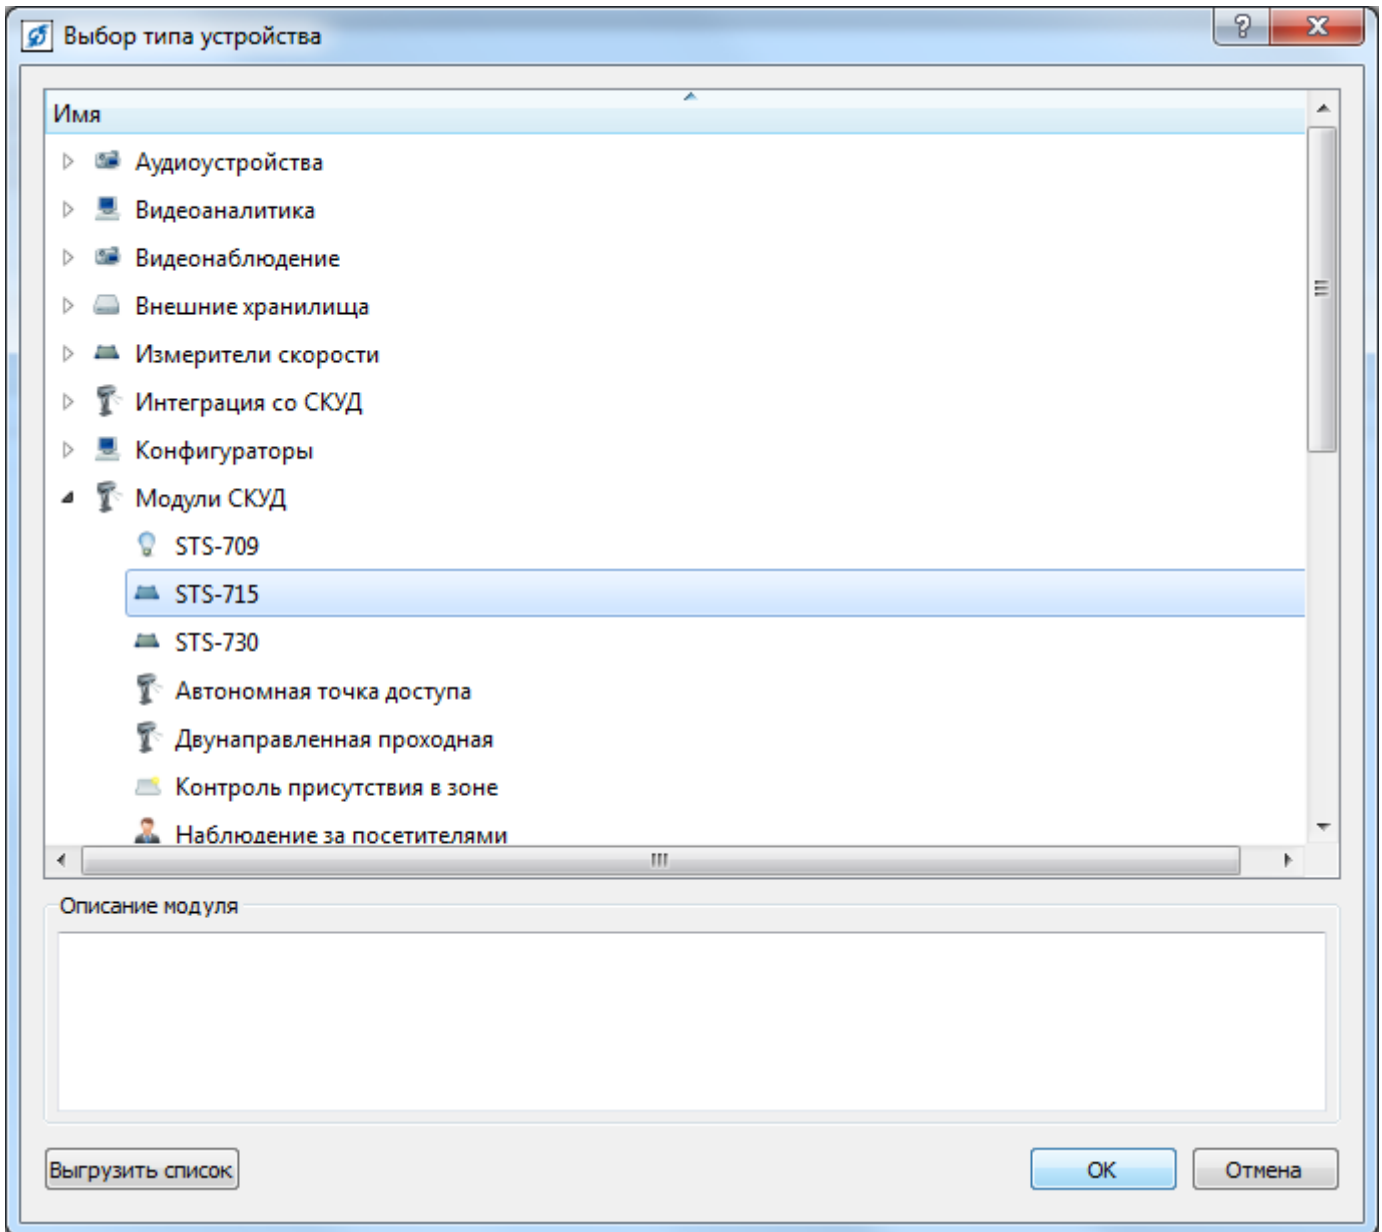 Выбор типа устройства
Имя
Аудиоустройства
Видеоаналитика
Видеонаблюдение
Внешние хранилища
Измерители скорости
Интеграция со СКУД
Конфигураторы
Модули СКУД
STS-709
STS-715
STS-730
Автономная точка доступа
Двунаправленная проходная
Контроль присутствия в зоне
Наблюдение за посетителями
Описание модуля
Выгрузить список
ОК
Отмена